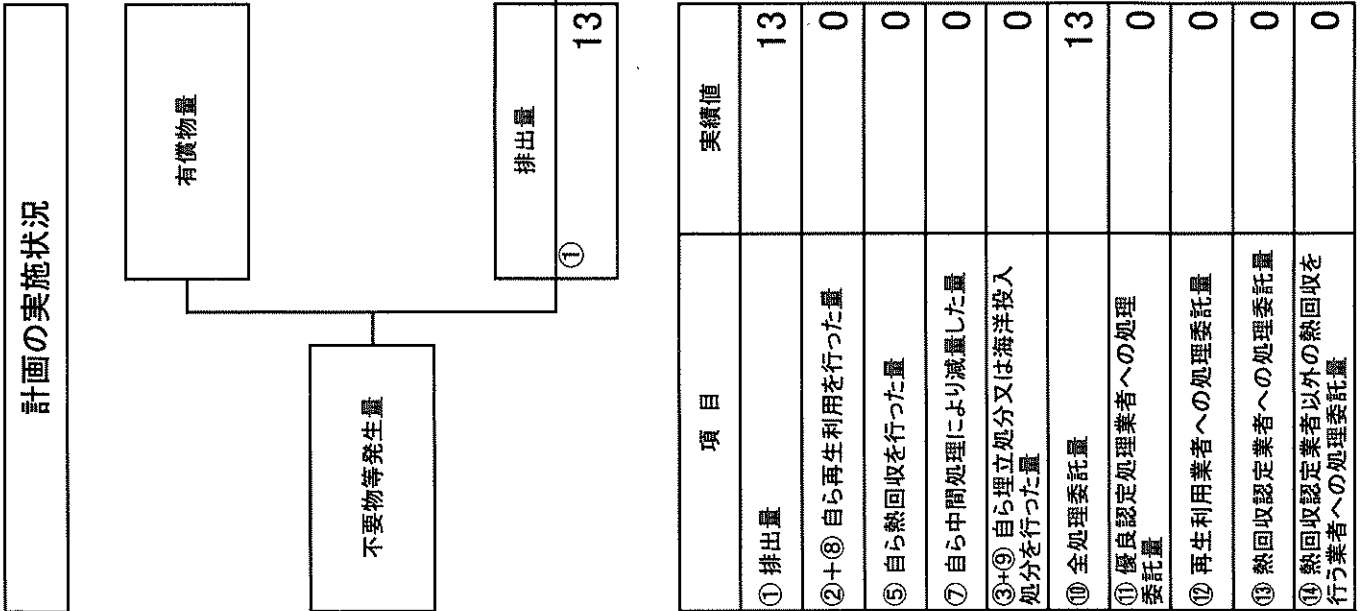 計画の実施状況
有償物量
不要物等発生量
排出量
① 13
項 目 実績値
① 排出量 13
②+⑧ 自ら再生利用を行った量 0
⑤ 自ら熱回収を行った量 0
⑦ 自ら中間処理により減量した量 0
③+⑨ 自ら埋立処分又は海洋投入
処分を行った量 0
⑩ 全処理委託量 13
⑪ 優良認定処理業者への処理
委託量 0
⑫ 再生利用業者への処理委託量 0
⑬ 熱回収認定業者への処理委託量 0
⑭ 熱回収認定業者以外の熱回収を
行う業者への処理委託量 0